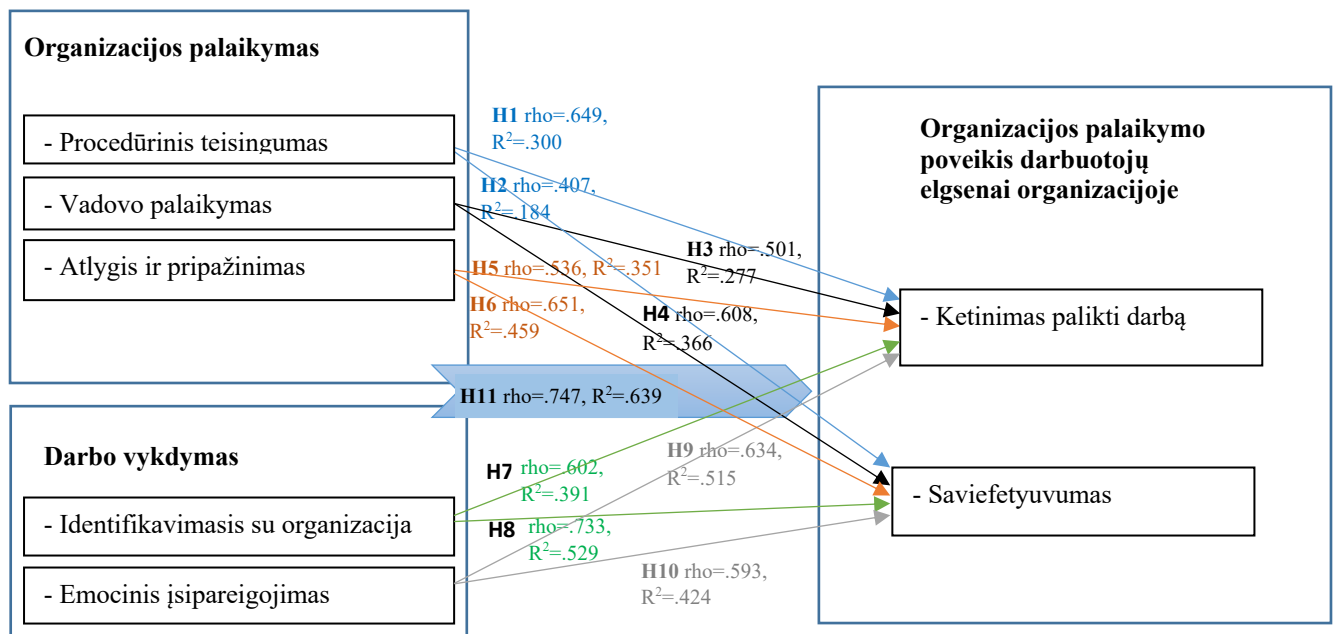 Organizacijos palaikymas
- Procedūrinis teisingumas
- Vadovo palaikymas
- Atlygis ir pripažinimas
Darbo vykdymas
- Identifikavimasis su organizacija
- Emocinis įsipareigojimas
H1 rho=.649,
R²=.300
H2 rho=.407,
R²=.184
H3 rho=.501,
R²=.277
H5 rho=.536, R²=.351
H6 rho=.651,
R²=.459
H4 rho=.608,
R²=.366
H11 rho=.747, R²=.639
H7 rho=.602,
R²=.391
H9 rho=.634,
R²=.515
H8 rho=.733,
R²=.529
H10 rho=.593,
R²=.424
Organizacijos palaikymo
poveikis darbuotojų
elgsenai organizacijoje
- Ketinimas palikti darbą
- Saviefetyuvumas